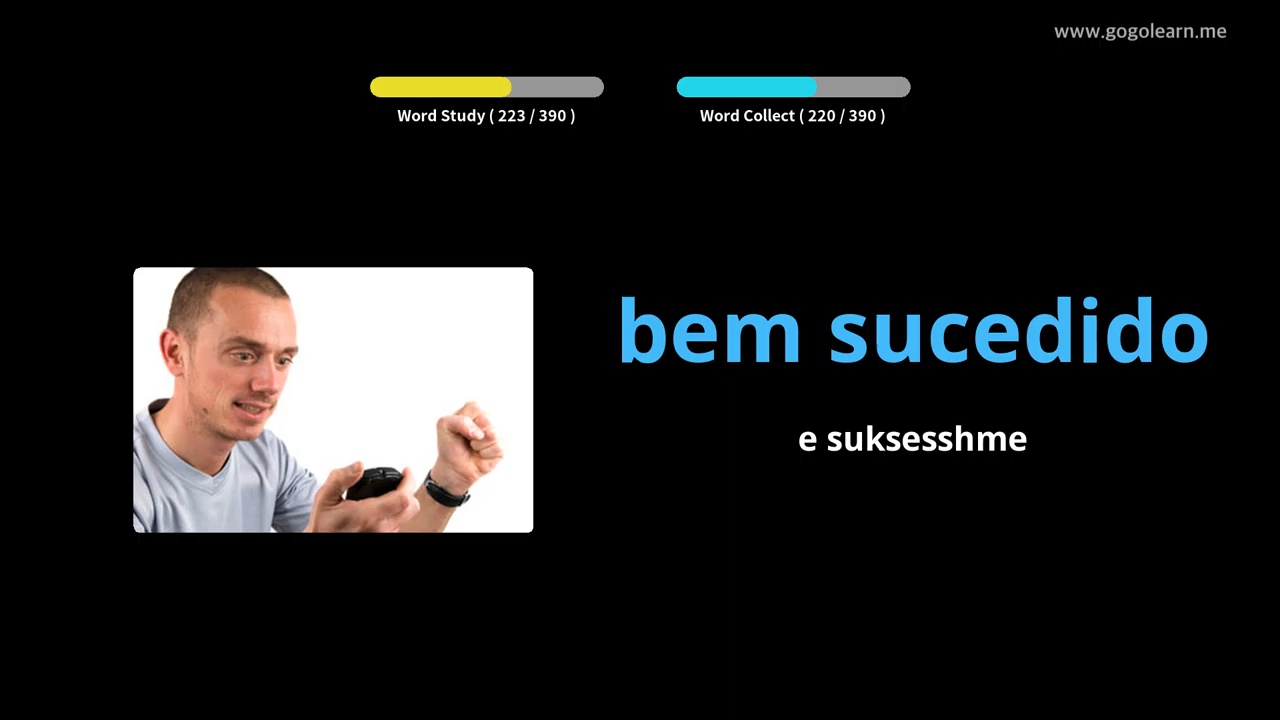 www.gogolearn.me
Word Study ( 223 / 390 )
Word Collect ( 220 / 390 )
bem sucedido
e suksesshme